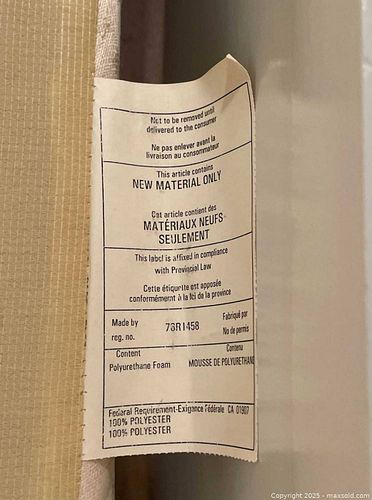 Not to be removed until
delivered to the consumer
Ne pas enlever avant la
livraison au consommateur
This article contains
NEW MATERIAL ONLY
Cet article contient des
MATÉRIAUX NEUFS
SEULEMENT
This label is affixed in compliance
with Provincial Law
Cette étiquette est apposée
conformément à la loi de la province
Made by
reg. no.
78R1458
Fabriqué par
No de permis
Content
Contenu
Polyurethane Foam
MOUSSE DE POLYURETHANE
Federal Requirement-Exigence Fédérale CA 01907
100% POLYESTER
100% POLYESTER
Copyright 2025 - maxsold.com